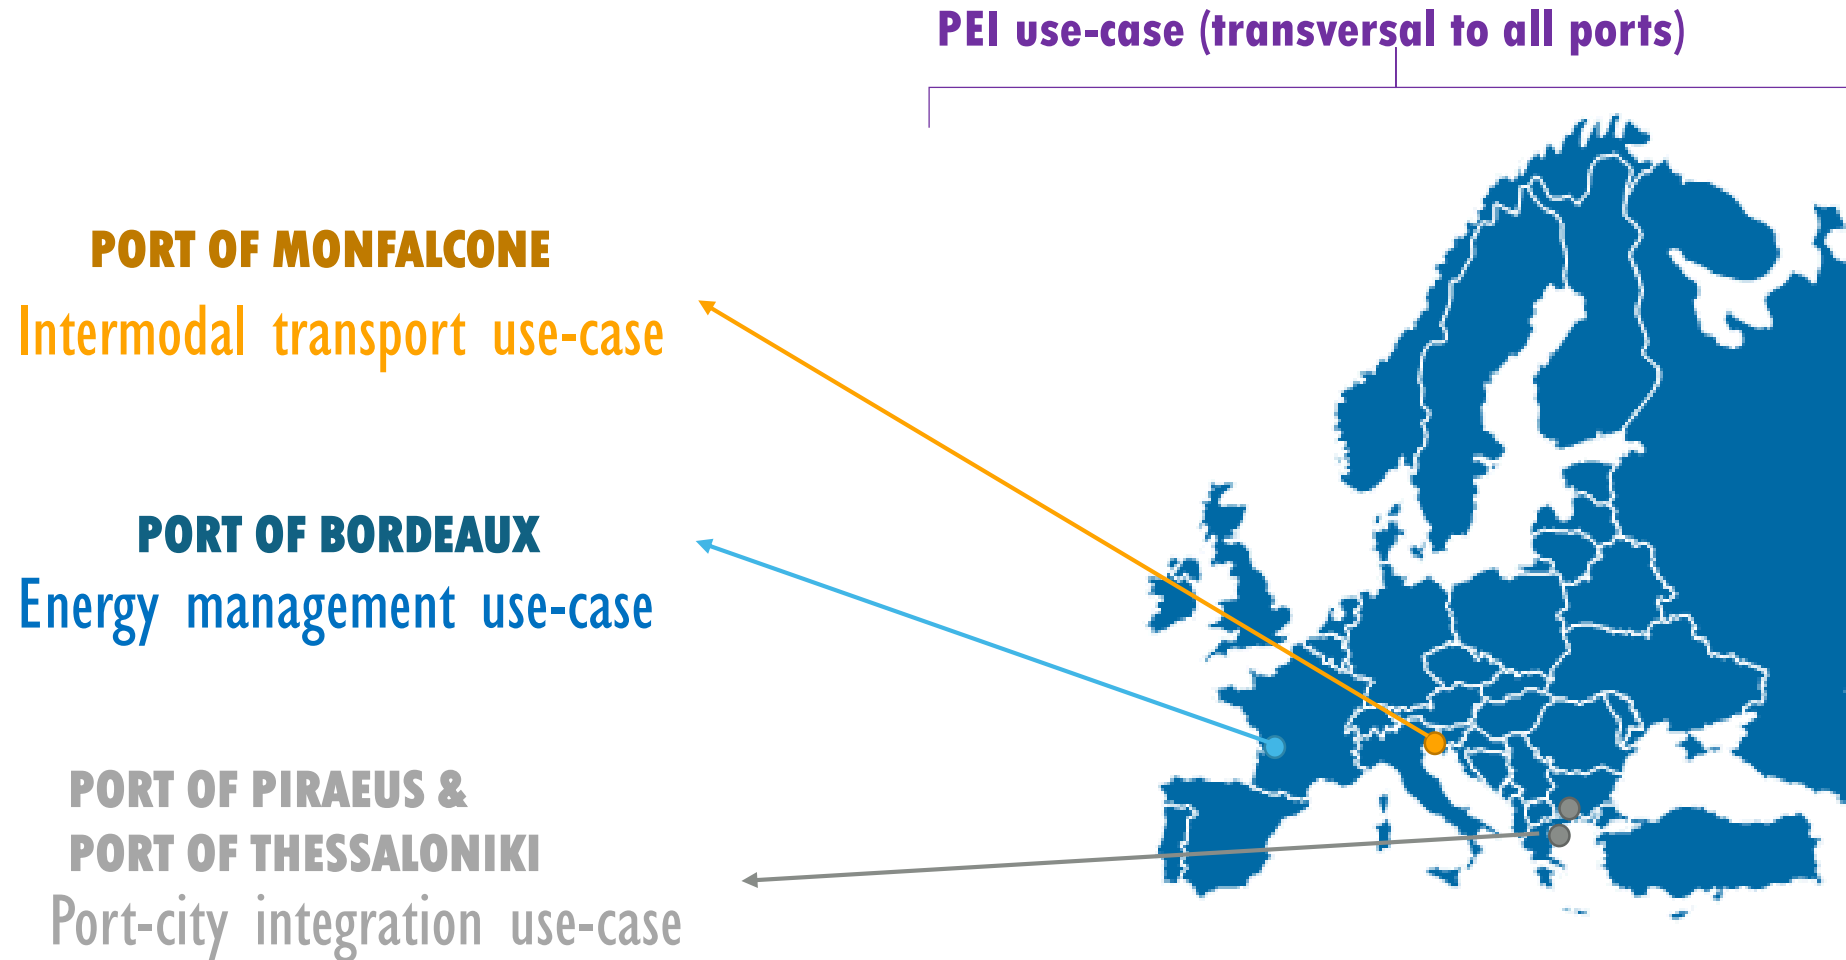 PEI use-case (transversal to all ports)
PORT OF MONFALCONE
Intermodal transport use-case
PORT OF BORDEAUX
Energy management use-case
PORT OF PIRAEUS &
PORT OF THESSALONIKI
Port-city integration use-case